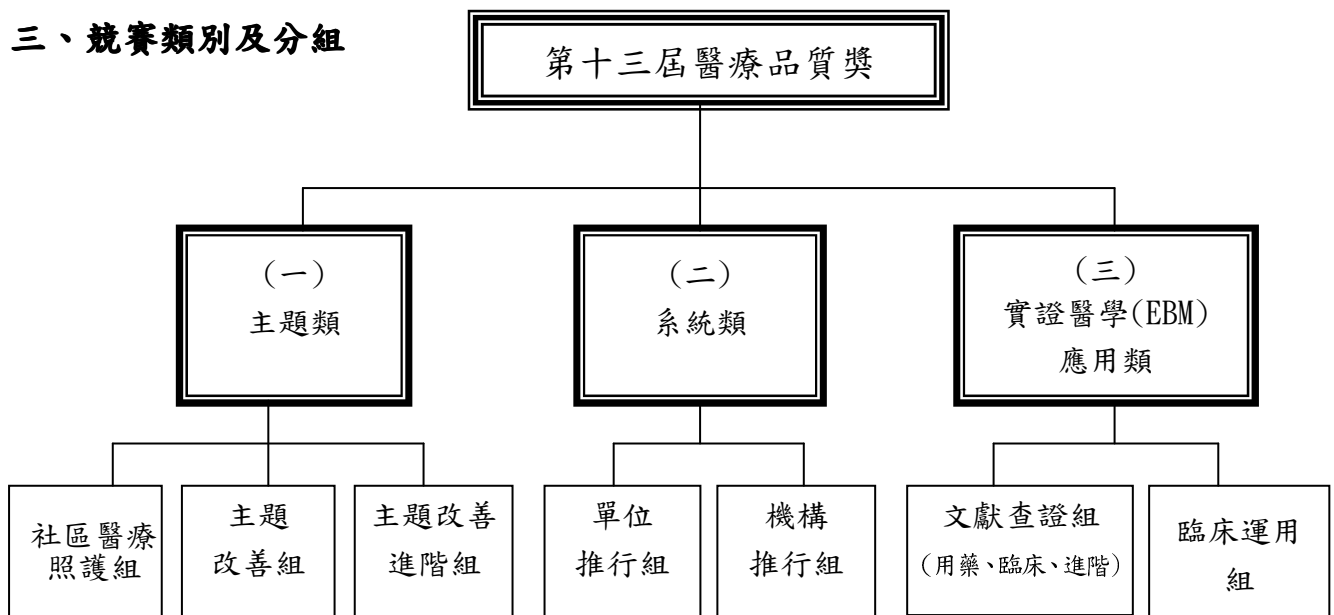 三、競賽類別及分組
第十三屆醫療品質獎
(一)
主題類
(二)
系統類
(三)
實證醫學(EBM)
應用類
社區醫療
照護組
主題
改善組
主題改善
進階組
單位
推行組
機構
推行組
文獻查證組
(用藥、臨床、進階)
臨床運用
組